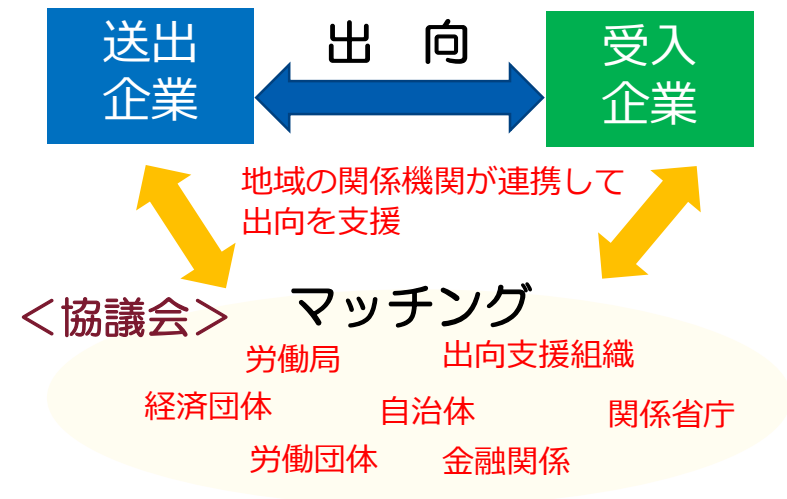 送出
企業
出 向
受入
企業
地域の関係機関が連携して
出向を支援
＜協議会＞
マッチング
労働局
出向支援組織
経済団体
自治体
関係省庁
労働団体
金融関係